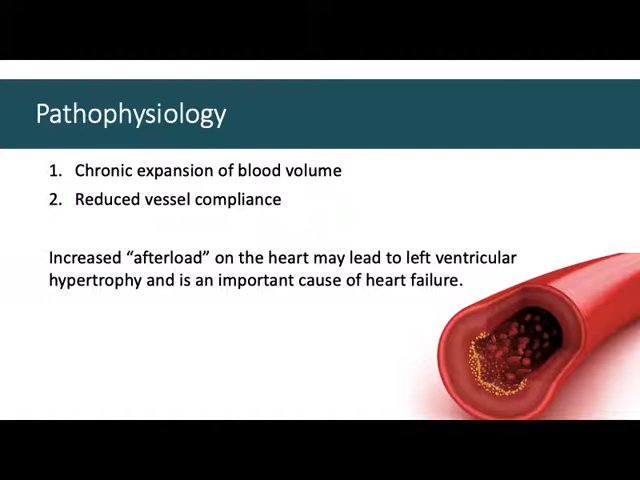 Pathophysiology
1. Chronic expansion of blood volume
2. Reduced vessel compliance
Increased “afterload” on the heart may lead to left ventricular
hypertrophy and is an important cause of heart failure.